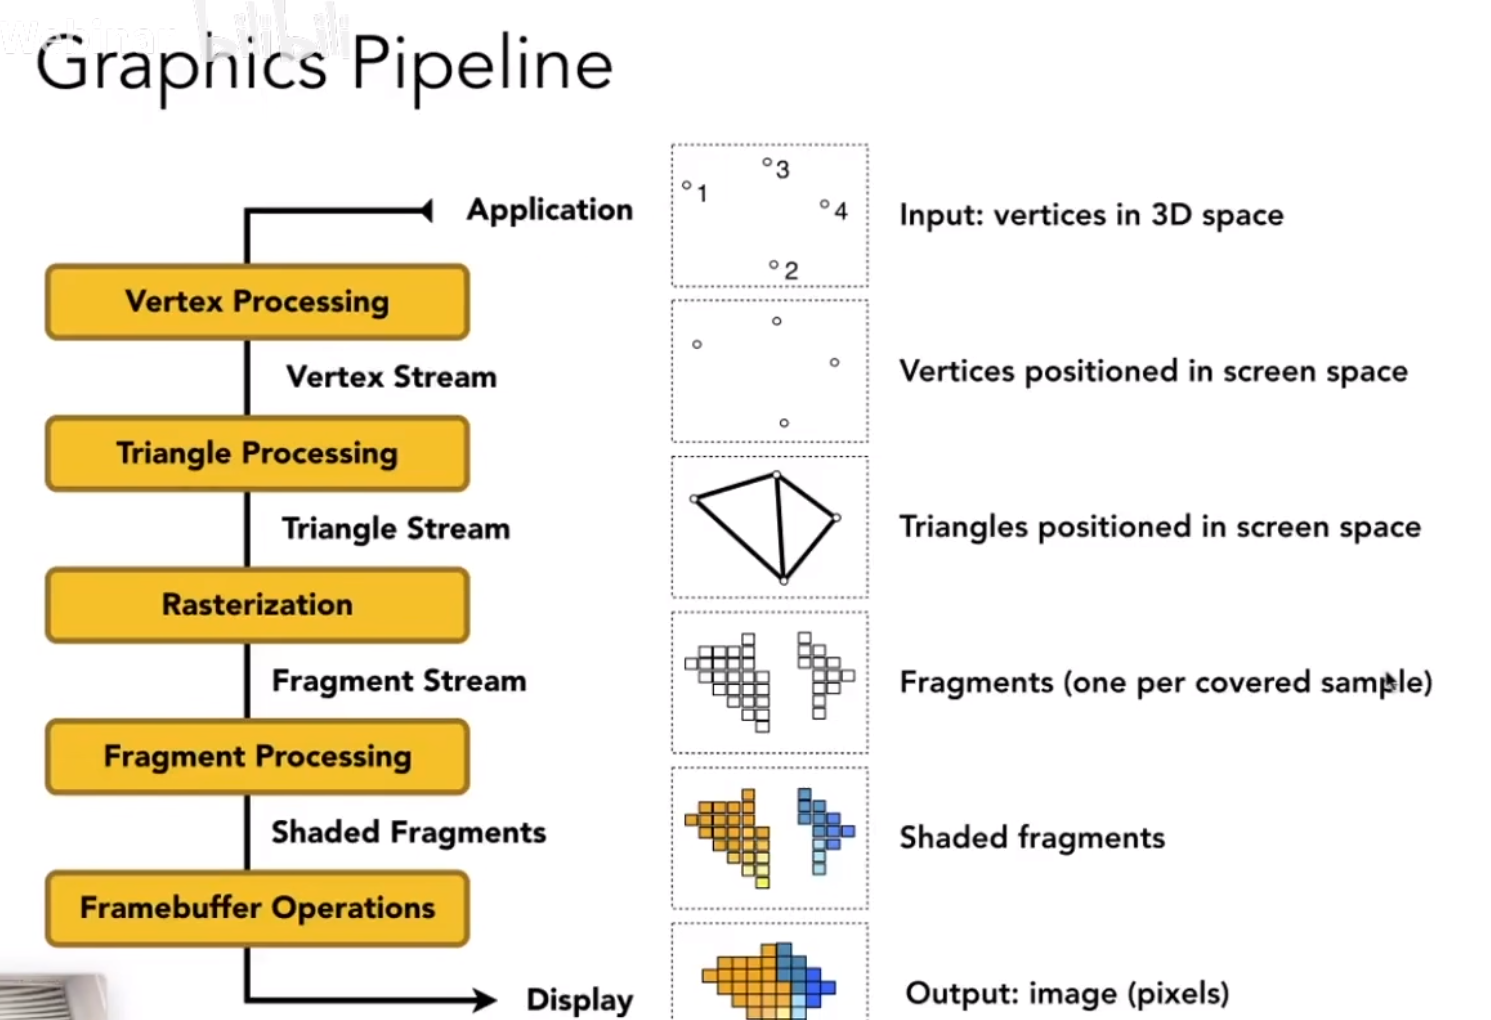 Webinar bilibili
Graphics Pipeline
Application
3
1
4
2
Input: vertices in 3D space
Vertex Processing
Vertex Stream
Vertices positioned in screen space
Triangle Processing
Triangle Stream
Triangles positioned in screen space
Rasterization
Fragment Stream
Fragments (one per covered sample)
Fragment Processing
Shaded Fragments
Shaded fragments
Framebuffer Operations
Display
Output: image (pixels)